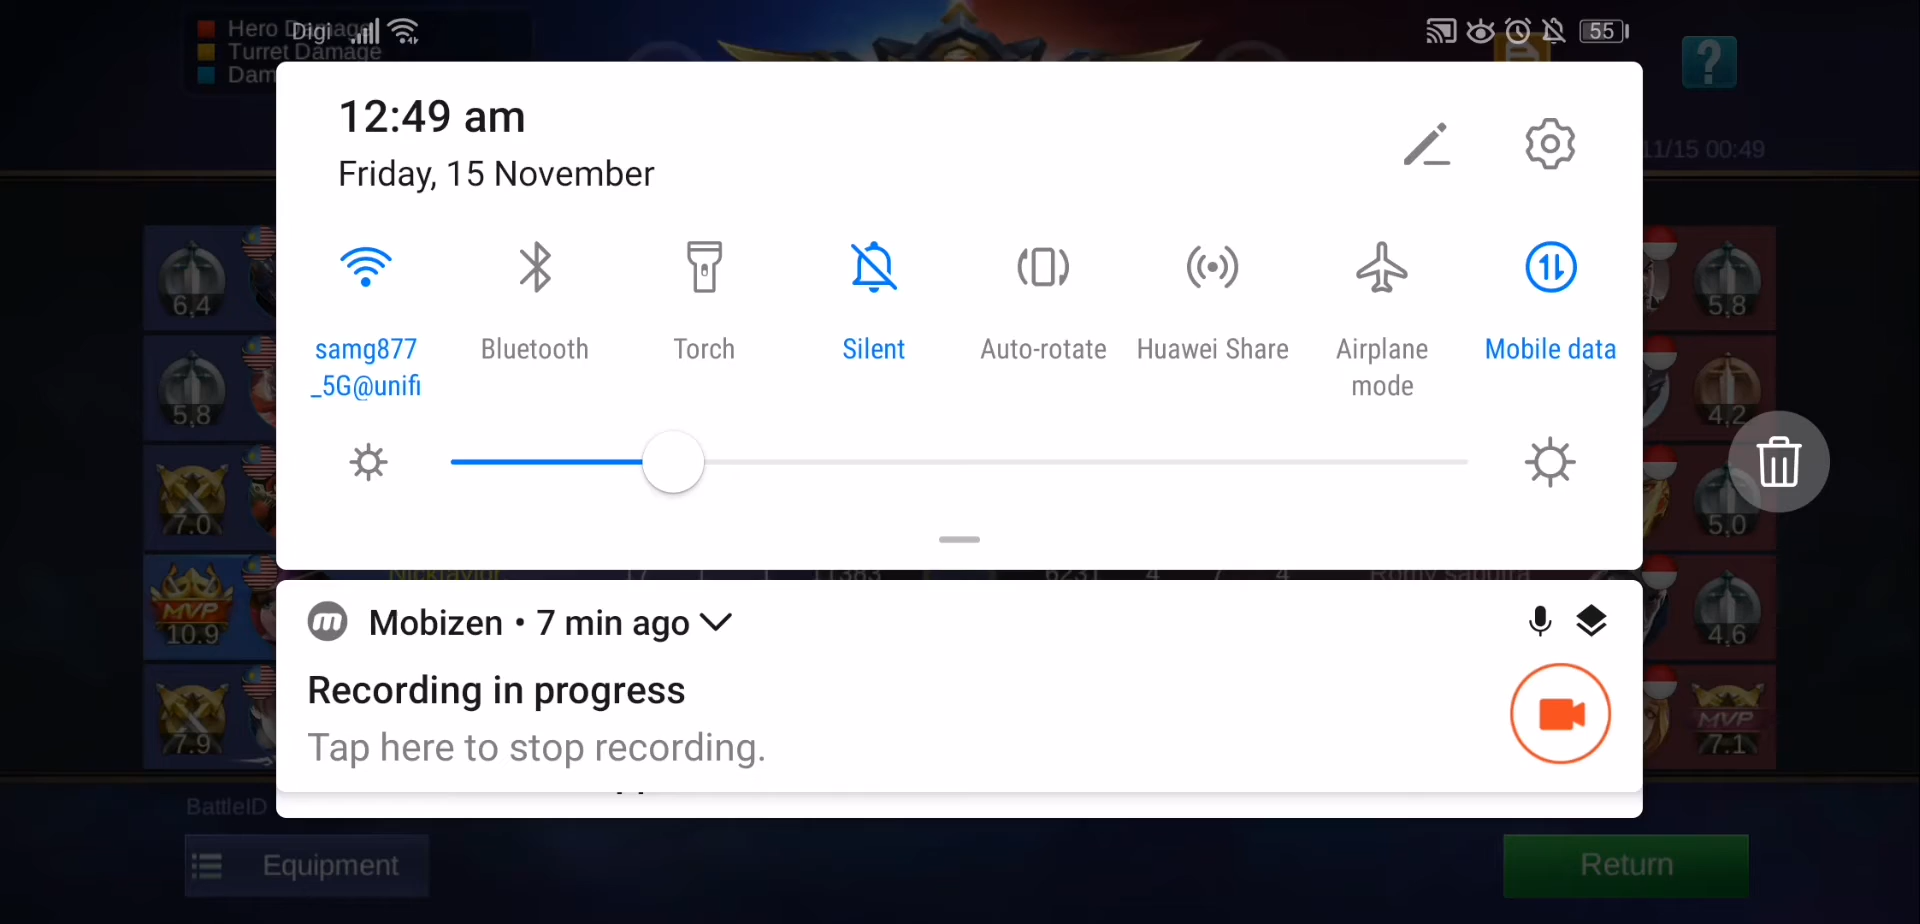 Hero Damage
Digi
Turret Damage
Dam
55
?
12:49 am
Friday, 15 November
11/15 00:49
samg877
_5G@unifi
Bluetooth
Torch
Silent
Auto-rotate
Huawei Share
Airplane
mode
Mobile data
6,4
5,8
5,8
4,2
7.0
5,0
Mobizen • 7 min ago
MVP
10.9
4,6
Recording in progress
Tap here to stop recording.
7.9
MVP
7.1
BattleID
Equipment
Return